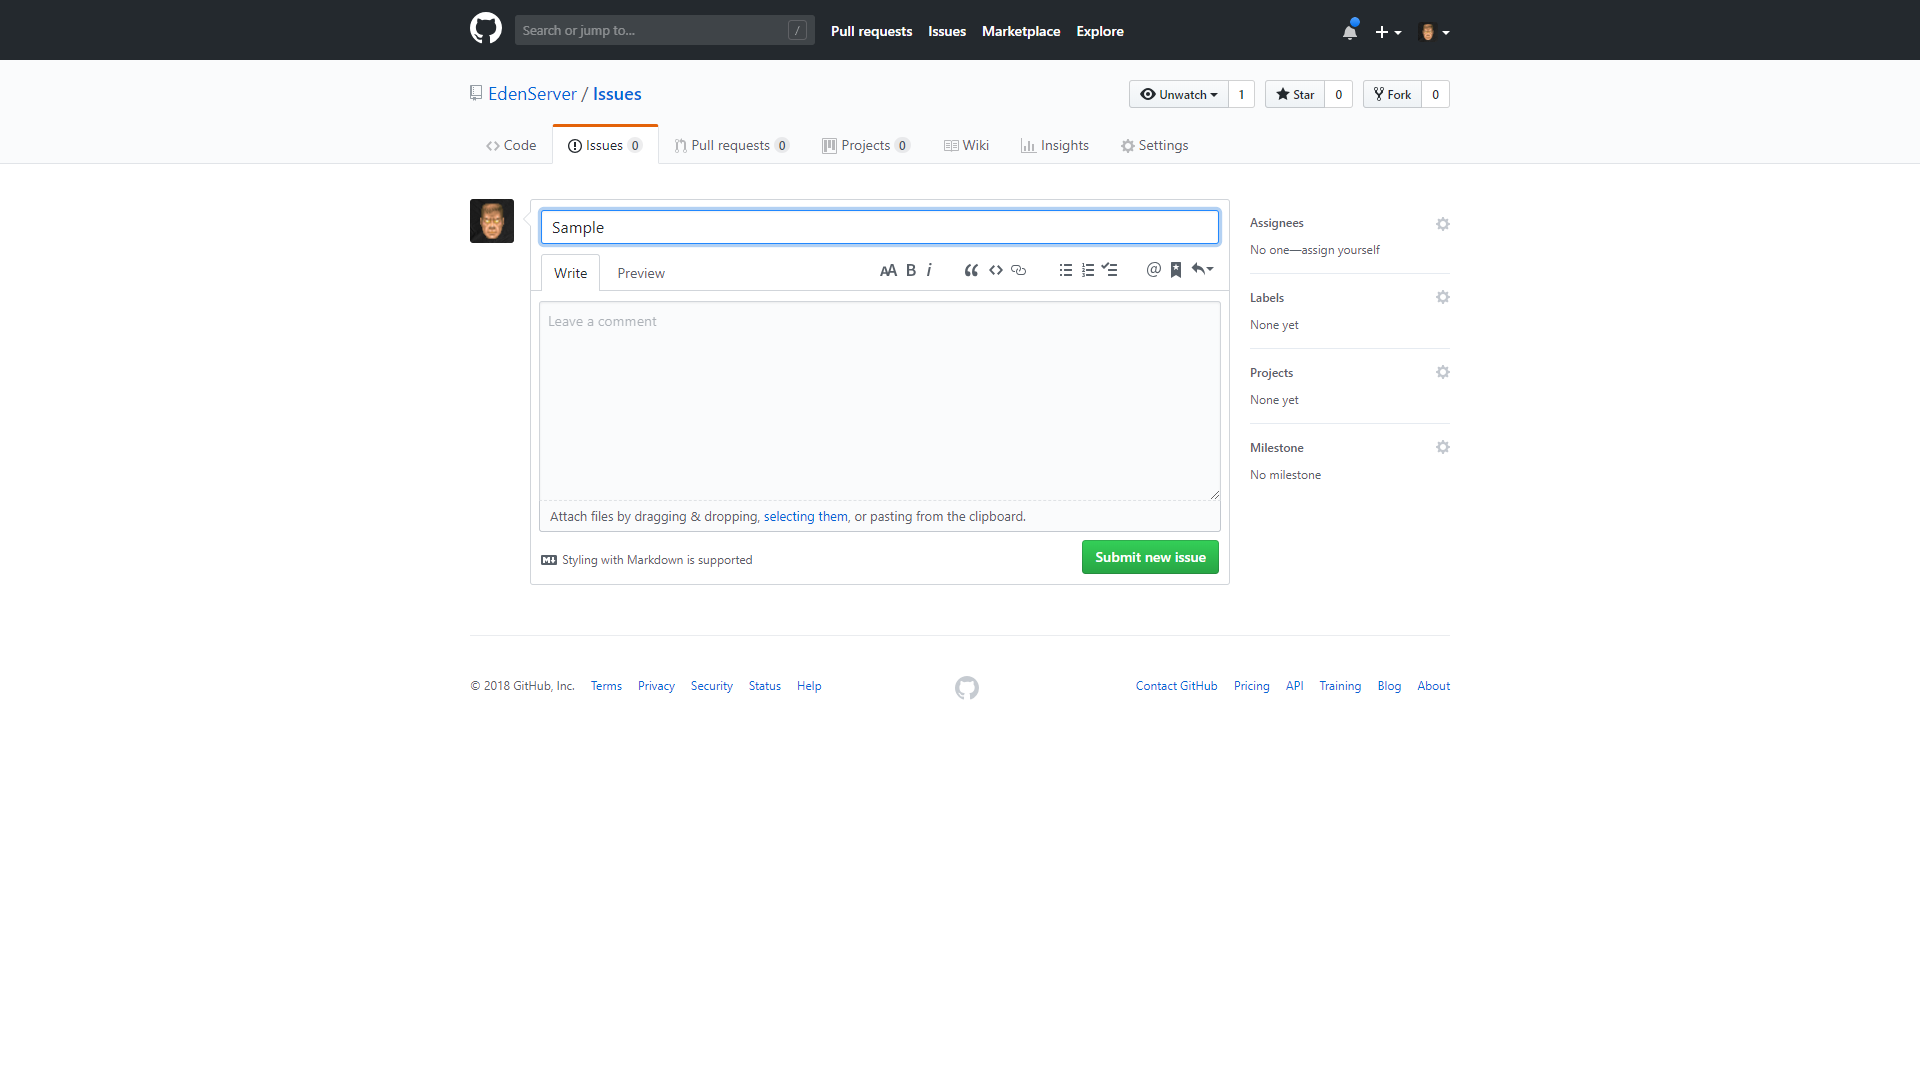 Search or jump to... / Pull requests Issues Marketplace Explore
EdenServer / Issues Unwatch 1 Star 0 Fork 0
Code Issues 0 Pull requests 0 Projects 0 Wiki Insights Settings
Sample
Write Preview AA B i @
Leave a comment
Attach files by dragging & dropping, selecting them, or pasting from the clipboard.
Styling with Markdown is supported Submit new issue
Assignees
No one—assign yourself
Labels
None yet
Projects
None yet
Milestone
No milestone
© 2018 GitHub, Inc. Terms Privacy Security Status Help Contact GitHub Pricing API Training Blog About